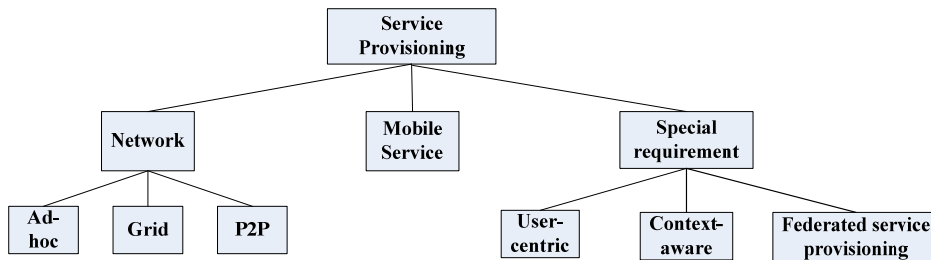 Service
Provisioning
Network
Mobile
Service
Special
requirement
Ad-
hoc
Grid
P2P
User-
centric
Context-
aware
Federated service
provisioning